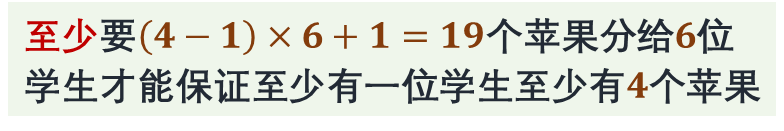 至少要(4 − 1) × 6 + 1 = 19个苹果分给6位
学生才能保证至少有一位学生至少有4个苹果